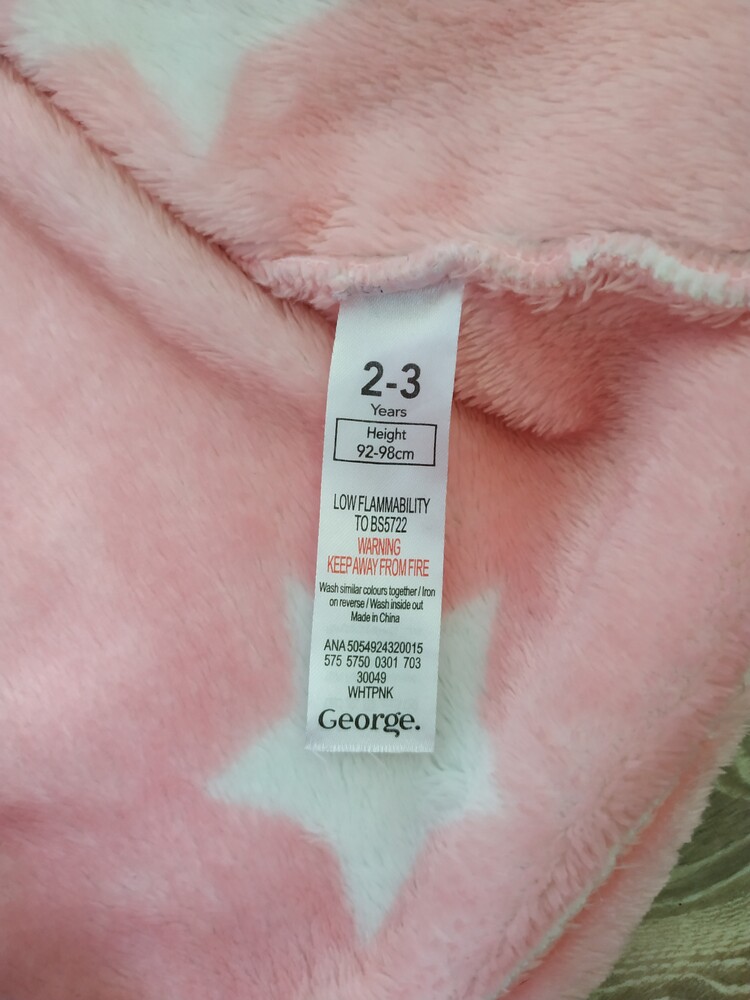 2-3
Years
Height
92-98cm
LOW FLAMMABILITY
TO BS5722
WARNING
KEEP AWAY FROM FIRE
Wash similar colours together / Iron
on reverse / Wash inside out
Made in China
ANA 5054924320015
575 5750 0301 703
30049
WHTPNK
George.